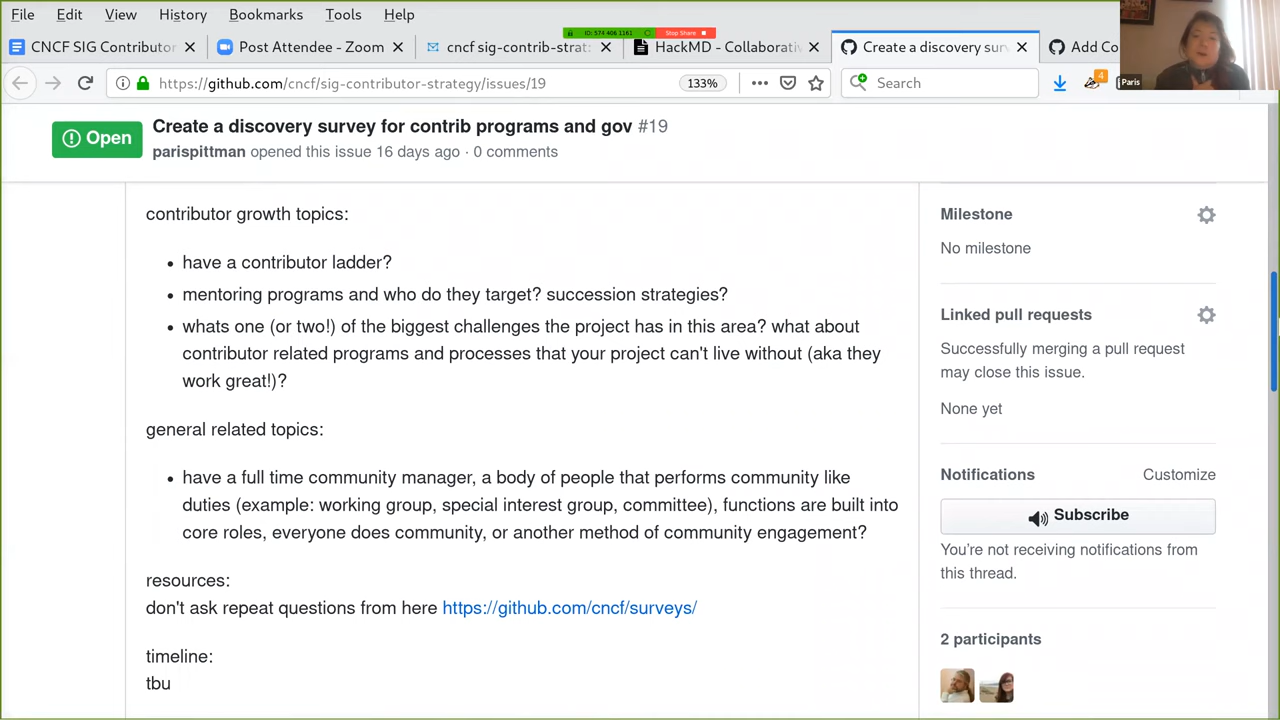 File Edit View History Bookmarks Tools Help
ID: 574 406 1161 Stop Share
CNCF SIG Contributor
Post Attendee - Zoom
cncf sig-contrib-strat
HackMD - Collaborativ
Create a discovery sur
Add Co
https://github.com/cncf/sig-contributor-strategy/issues/19
133%
Search
4
Paris
Open
Create a discovery survey for contrib programs and gov #19
parispittman opened this issue 16 days ago · 0 comments
contributor growth topics:
• have a contributor ladder?
• mentoring programs and who do they target? succession strategies?
• whats one (or two!) of the biggest challenges the project has in this area? what about
contributor related programs and processes that your project can't live without (aka they
work great!)?
general related topics:
• have a full time community manager, a body of people that performs community like
duties (example: working group, special interest group, committee), functions are built into
core roles, everyone does community, or another method of community engagement?
resources:
don't ask repeat questions from here https://github.com/cncf/surveys/
timeline:
tbu
Milestone
No milestone
Linked pull requests
Successfully merging a pull request
may close this issue.
None yet
Notifications Customize
Subscribe
You're not receiving notifications from
this thread.
2 participants